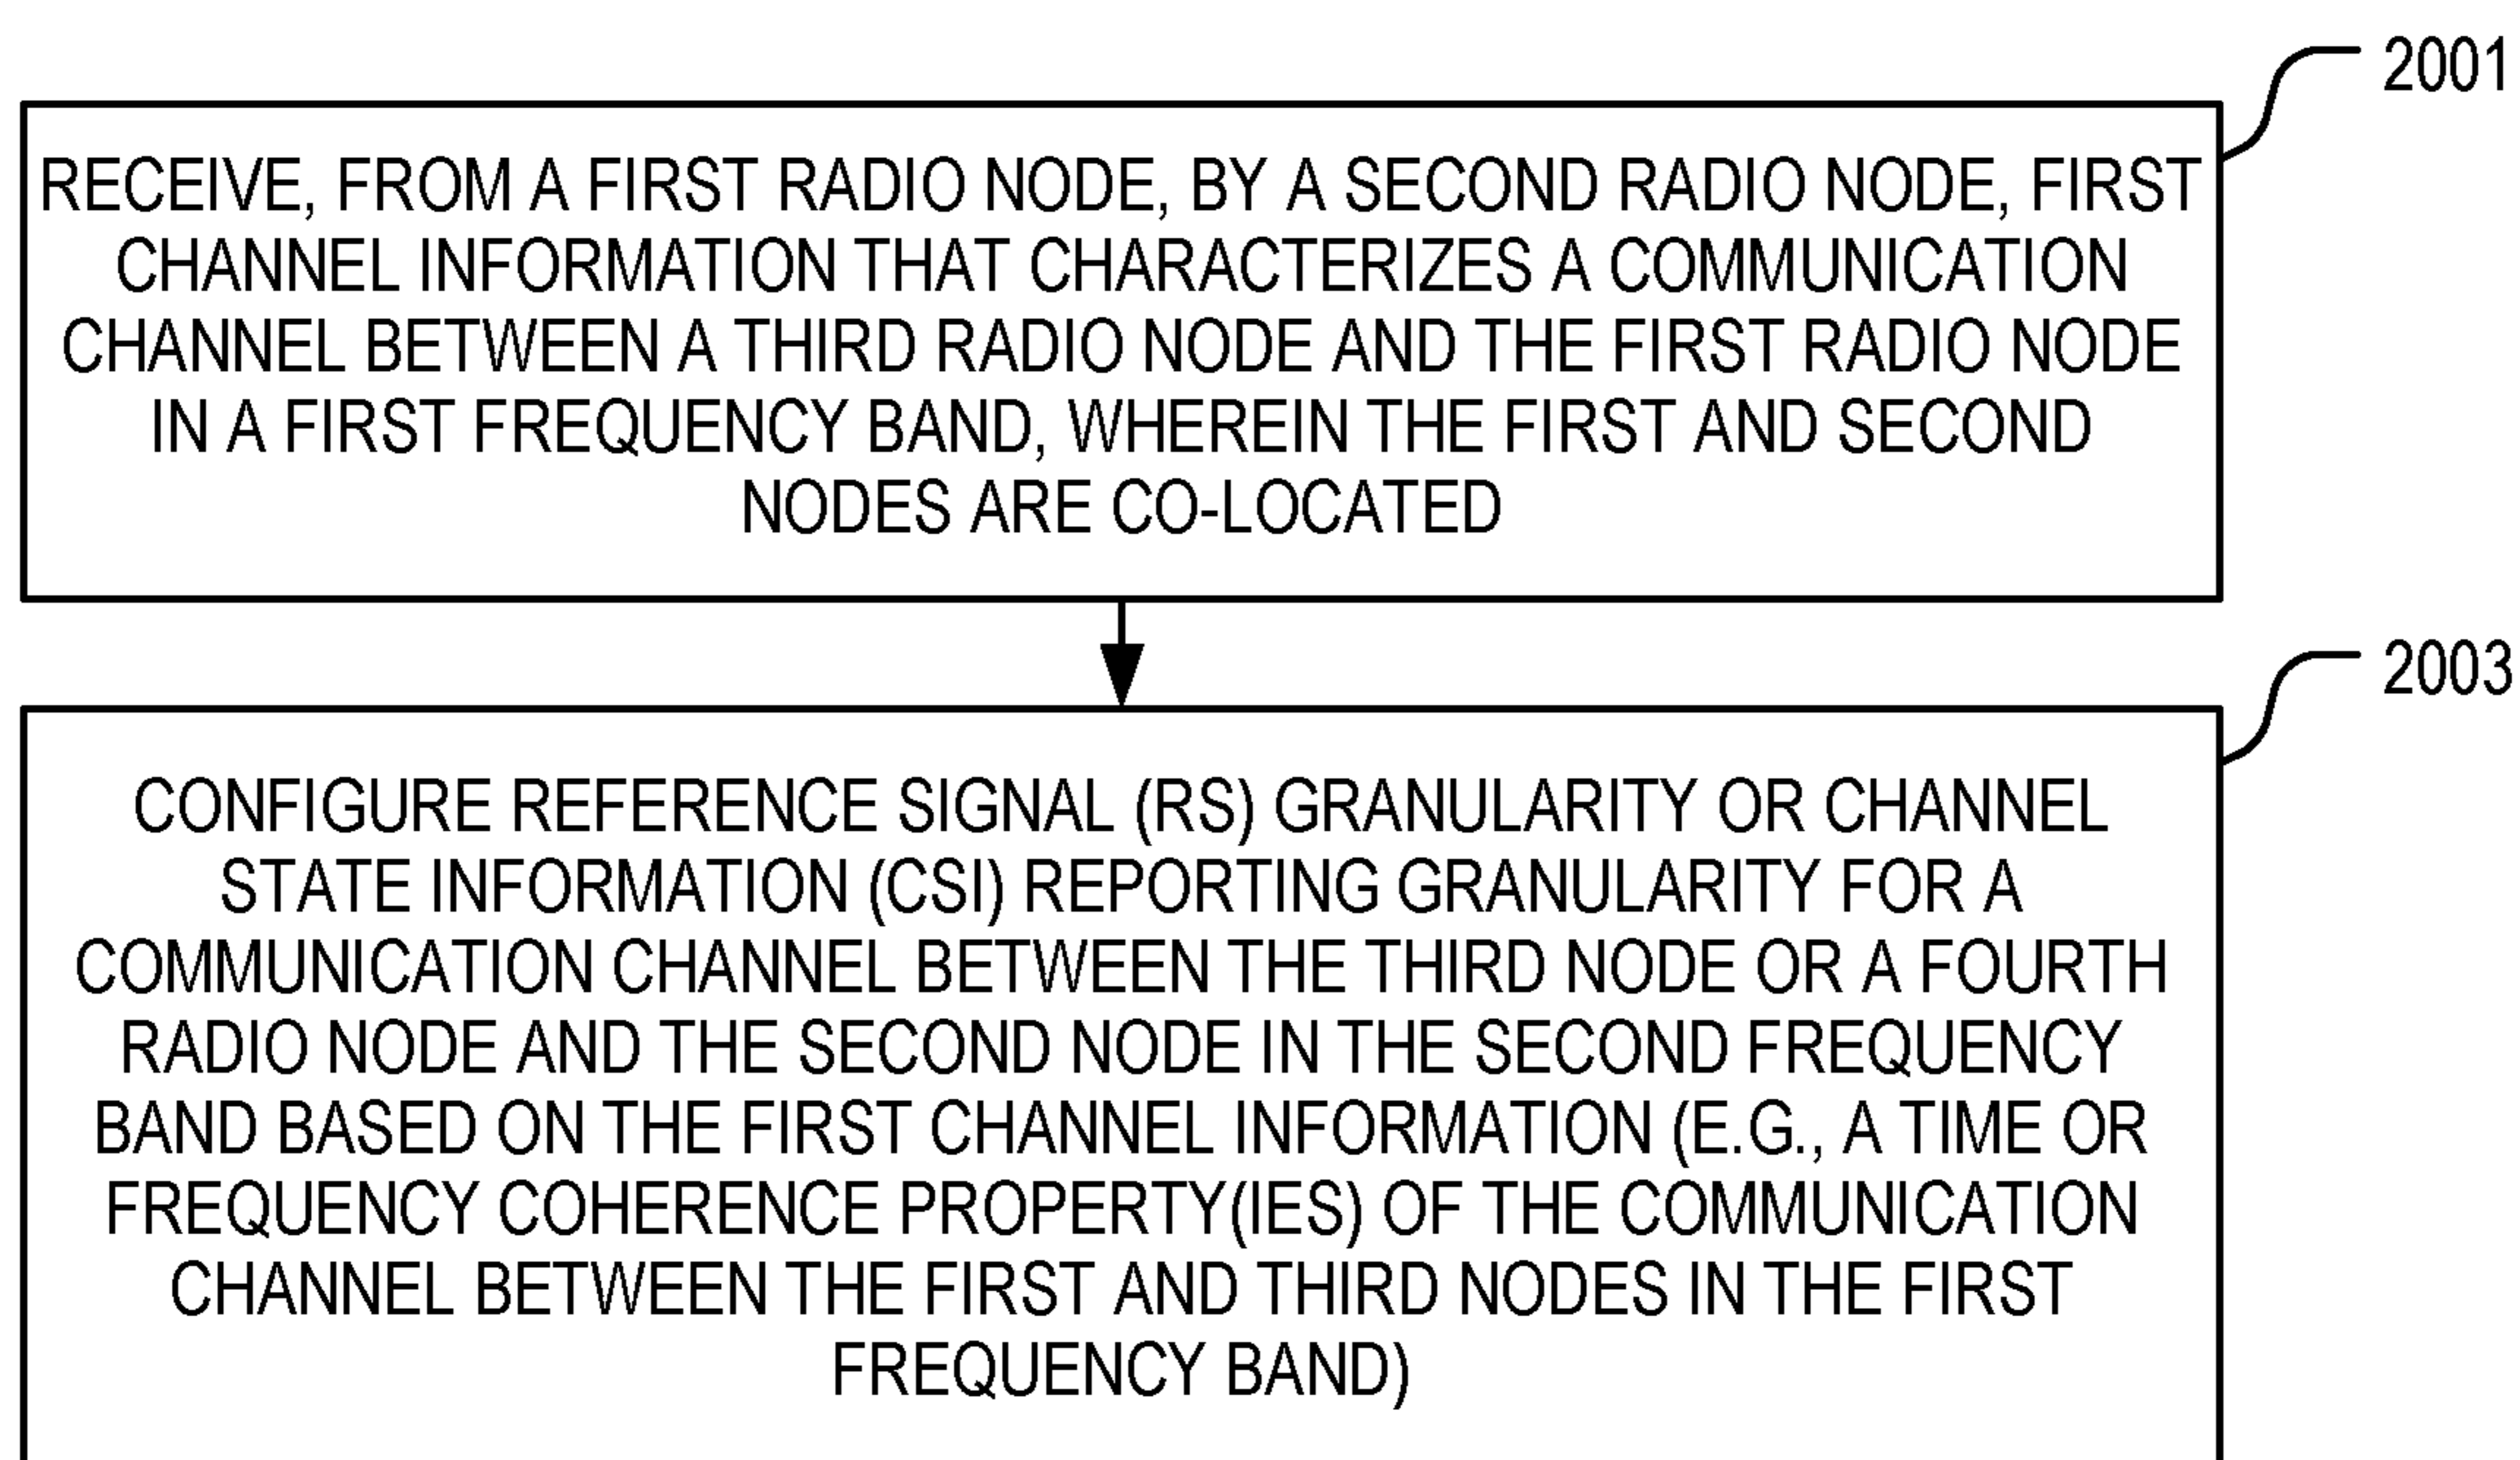 2001
RECEIVE, FROM A FIRST RADIO NODE, BY A SECOND RADIO NODE, FIRST
CHANNEL INFORMATION THAT CHARACTERIZES A COMMUNICATION
CHANNEL BETWEEN A THIRD RADIO NODE AND THE FIRST RADIO NODE
IN A FIRST FREQUENCY BAND, WHEREIN THE FIRST AND SECOND
NODES ARE CO-LOCATED
2003
CONFIGURE REFERENCE SIGNAL (RS) GRANULARITY OR CHANNEL
STATE INFORMATION (CSI) REPORTING GRANULARITY FOR A
COMMUNICATION CHANNEL BETWEEN THE THIRD NODE OR A FOURTH
RADIO NODE AND THE SECOND NODE IN THE SECOND FREQUENCY
BAND BASED ON THE FIRST CHANNEL INFORMATION (E.G., A TIME OR
FREQUENCY COHERENCE PROPERTY(IES) OF THE COMMUNICATION
CHANNEL BETWEEN THE FIRST AND THIRD NODES IN THE FIRST
FREQUENCY BAND)